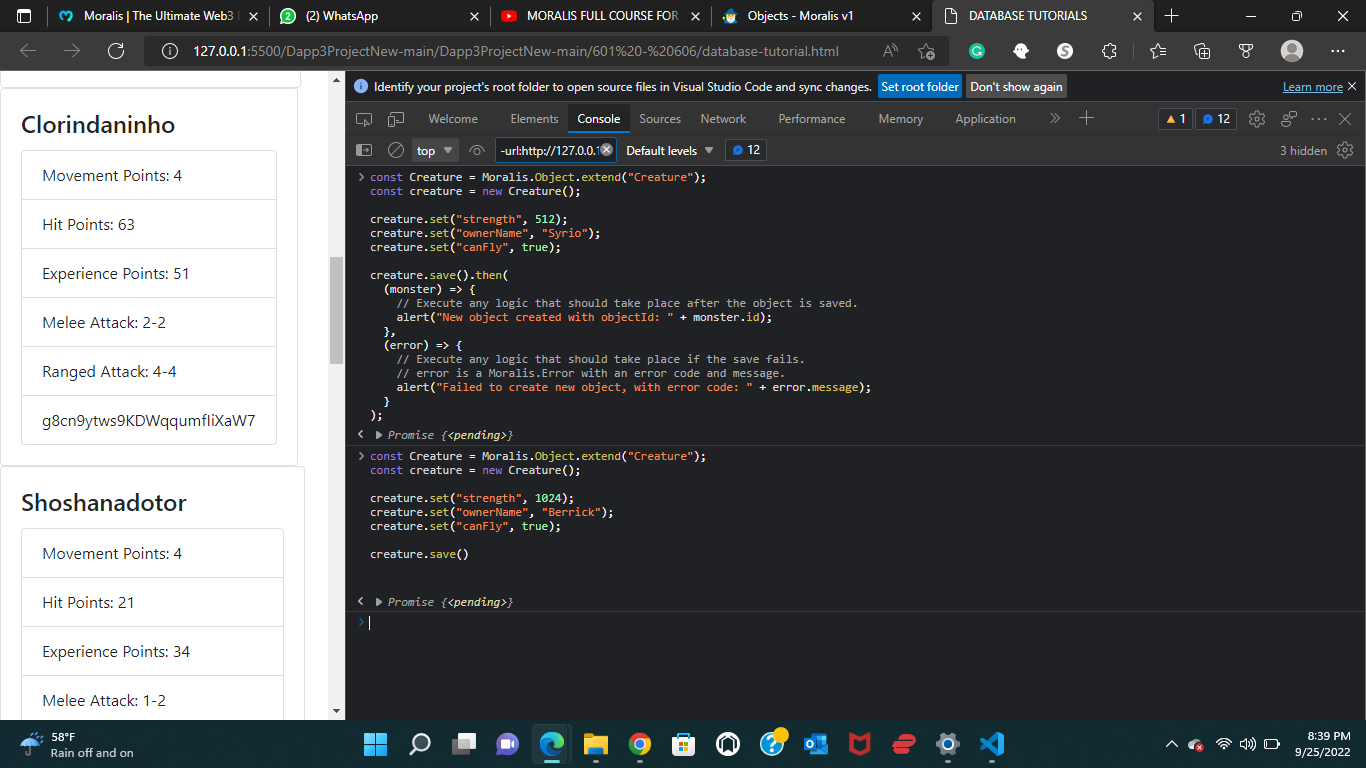 Moralis | The Ultimate Web3
(2) WhatsApp
MORALIS FULL COURSE FOR
Objects - Moralis v1
DATABASE TUTORIALS
127.0.0.1:5500/Dapp3ProjectNew-main/Dapp3ProjectNew-main/601%20-%20606/database-tutorial.html
Clorindaninho
Movement Points: 4
Hit Points: 63
Experience Points: 51
Melee Attack: 2-2
Ranged Attack: 4-4
g8cn9ytws9KDWqqumfIiXaW7
Shoshanadotor
Movement Points: 4
Hit Points: 21
Experience Points: 34
Melee Attack: 1-2
Identify your project's root folder to open source files in Visual Studio Code and sync changes. Set root folder Don't show again Learn more
Welcome Elements Console Sources Network Performance Memory Application 1 12
top -url:http://127.0.0.1 Default levels 12 3 hidden
const Creature = Moralis.Object.extend("Creature");
const creature = new Creature();
creature.set("strength", 512);
creature.set("ownerName", "Syrio");
creature.set("canFly", true);
creature.save().then(
(monster) => {
// Execute any logic that should take place after the object is saved.
alert("New object created with objectId: " + monster.id);
},
(error) => {
// Execute any logic that should take place if the save fails.
// error is a Moralis.Error with an error code and message.
alert("Failed to create new object, with error code: " + error.message);
}
);
Promise {<pending>}
const Creature = Moralis.Object.extend("Creature");
const creature = new Creature();
creature.set("strength", 1024);
creature.set("ownerName", "Berrick");
creature.set("canFly", true);
creature.save()
Promise {<pending>}
58°F
Rain off and on
8:39 PM
9/25/2022